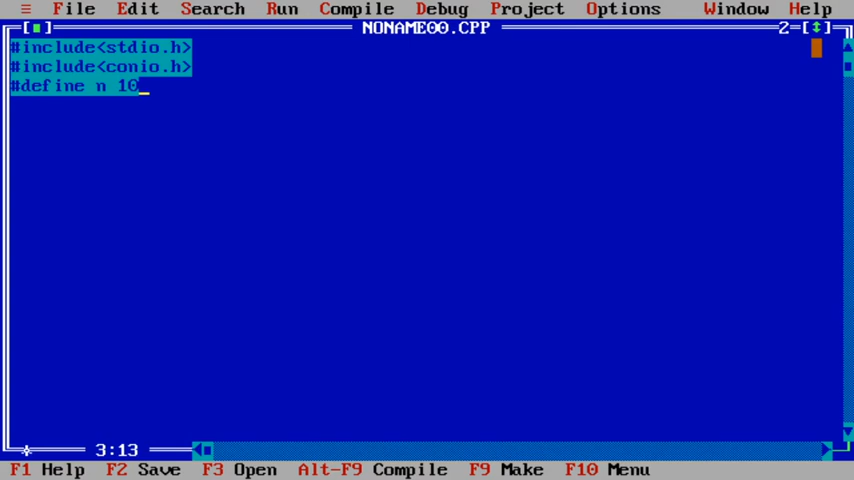 ≡ File Edit Search Run Compile Debug Project Options Window Help
[■] NONAME00.CPP 2=[↕]
#include<stdio.h>
#include<conio.h>
#define n 10_
* 3:13
F1 Help F2 Save F3 Open Alt-F9 Compile F9 Make F10 Menu